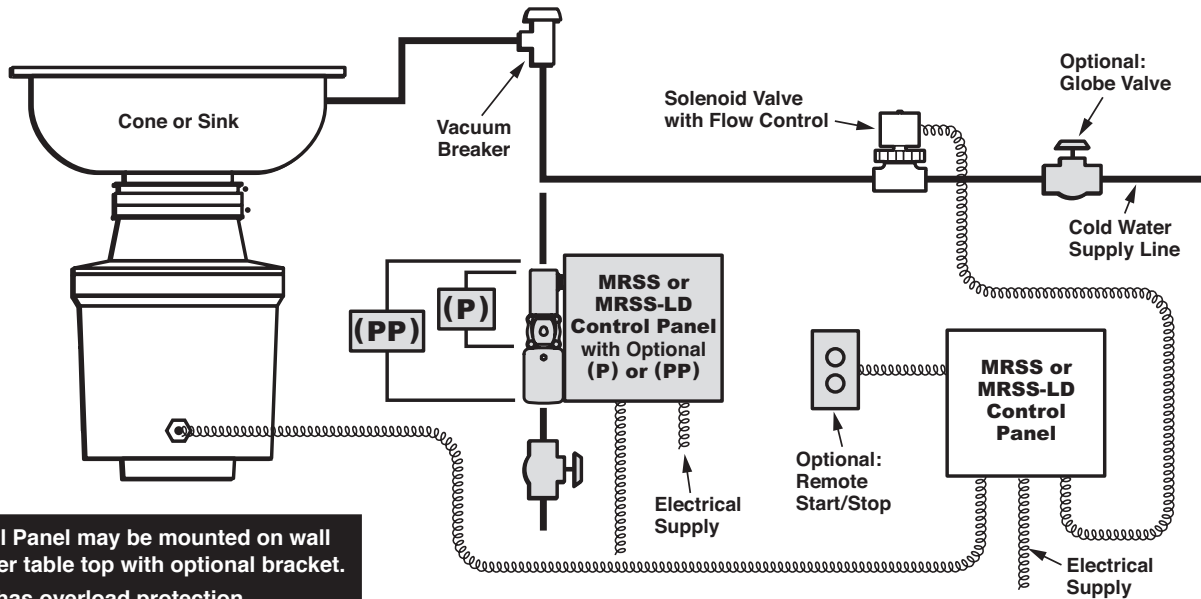 Cone or Sink
Vacuum
Breaker
Solenoid Valve
with Flow Control
Optional:
Globe Valve
Cold Water
Supply Line
(PP)
(P)
MRSS or
MRSS-LD
Control Panel
with Optional
(P) or (PP)
Electrical
Supply
Optional:
Remote
Start/Stop
MRSS or
MRSS-LD
Control
Panel
Electrical
Supply
Panel may be mounted on wall
table top with optional bracket.
has overload protection